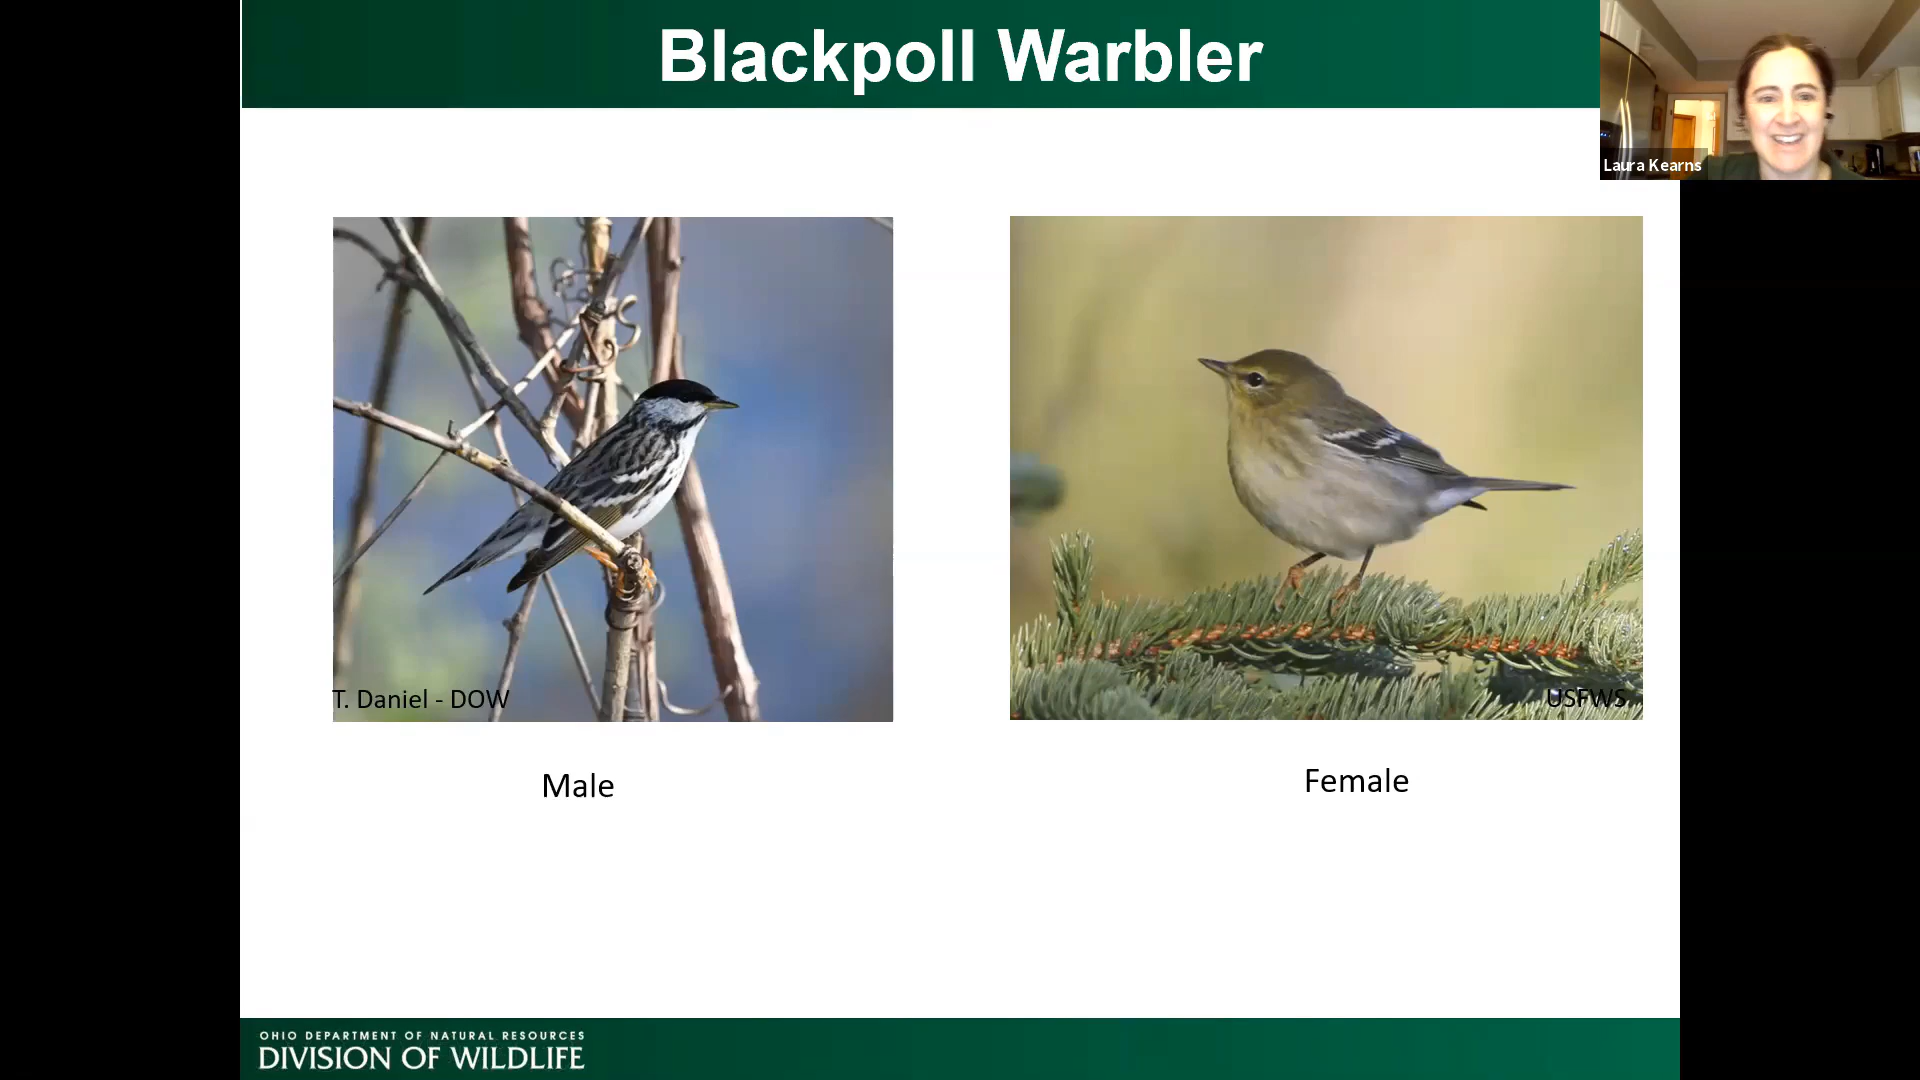 Blackpoll Warbler
Laura Kearns
T. Daniel - DOW
USFWS
Male
Female
OHIO DEPARTMENT OF NATURAL RESOURCES
DIVISION OF WILDLIFE